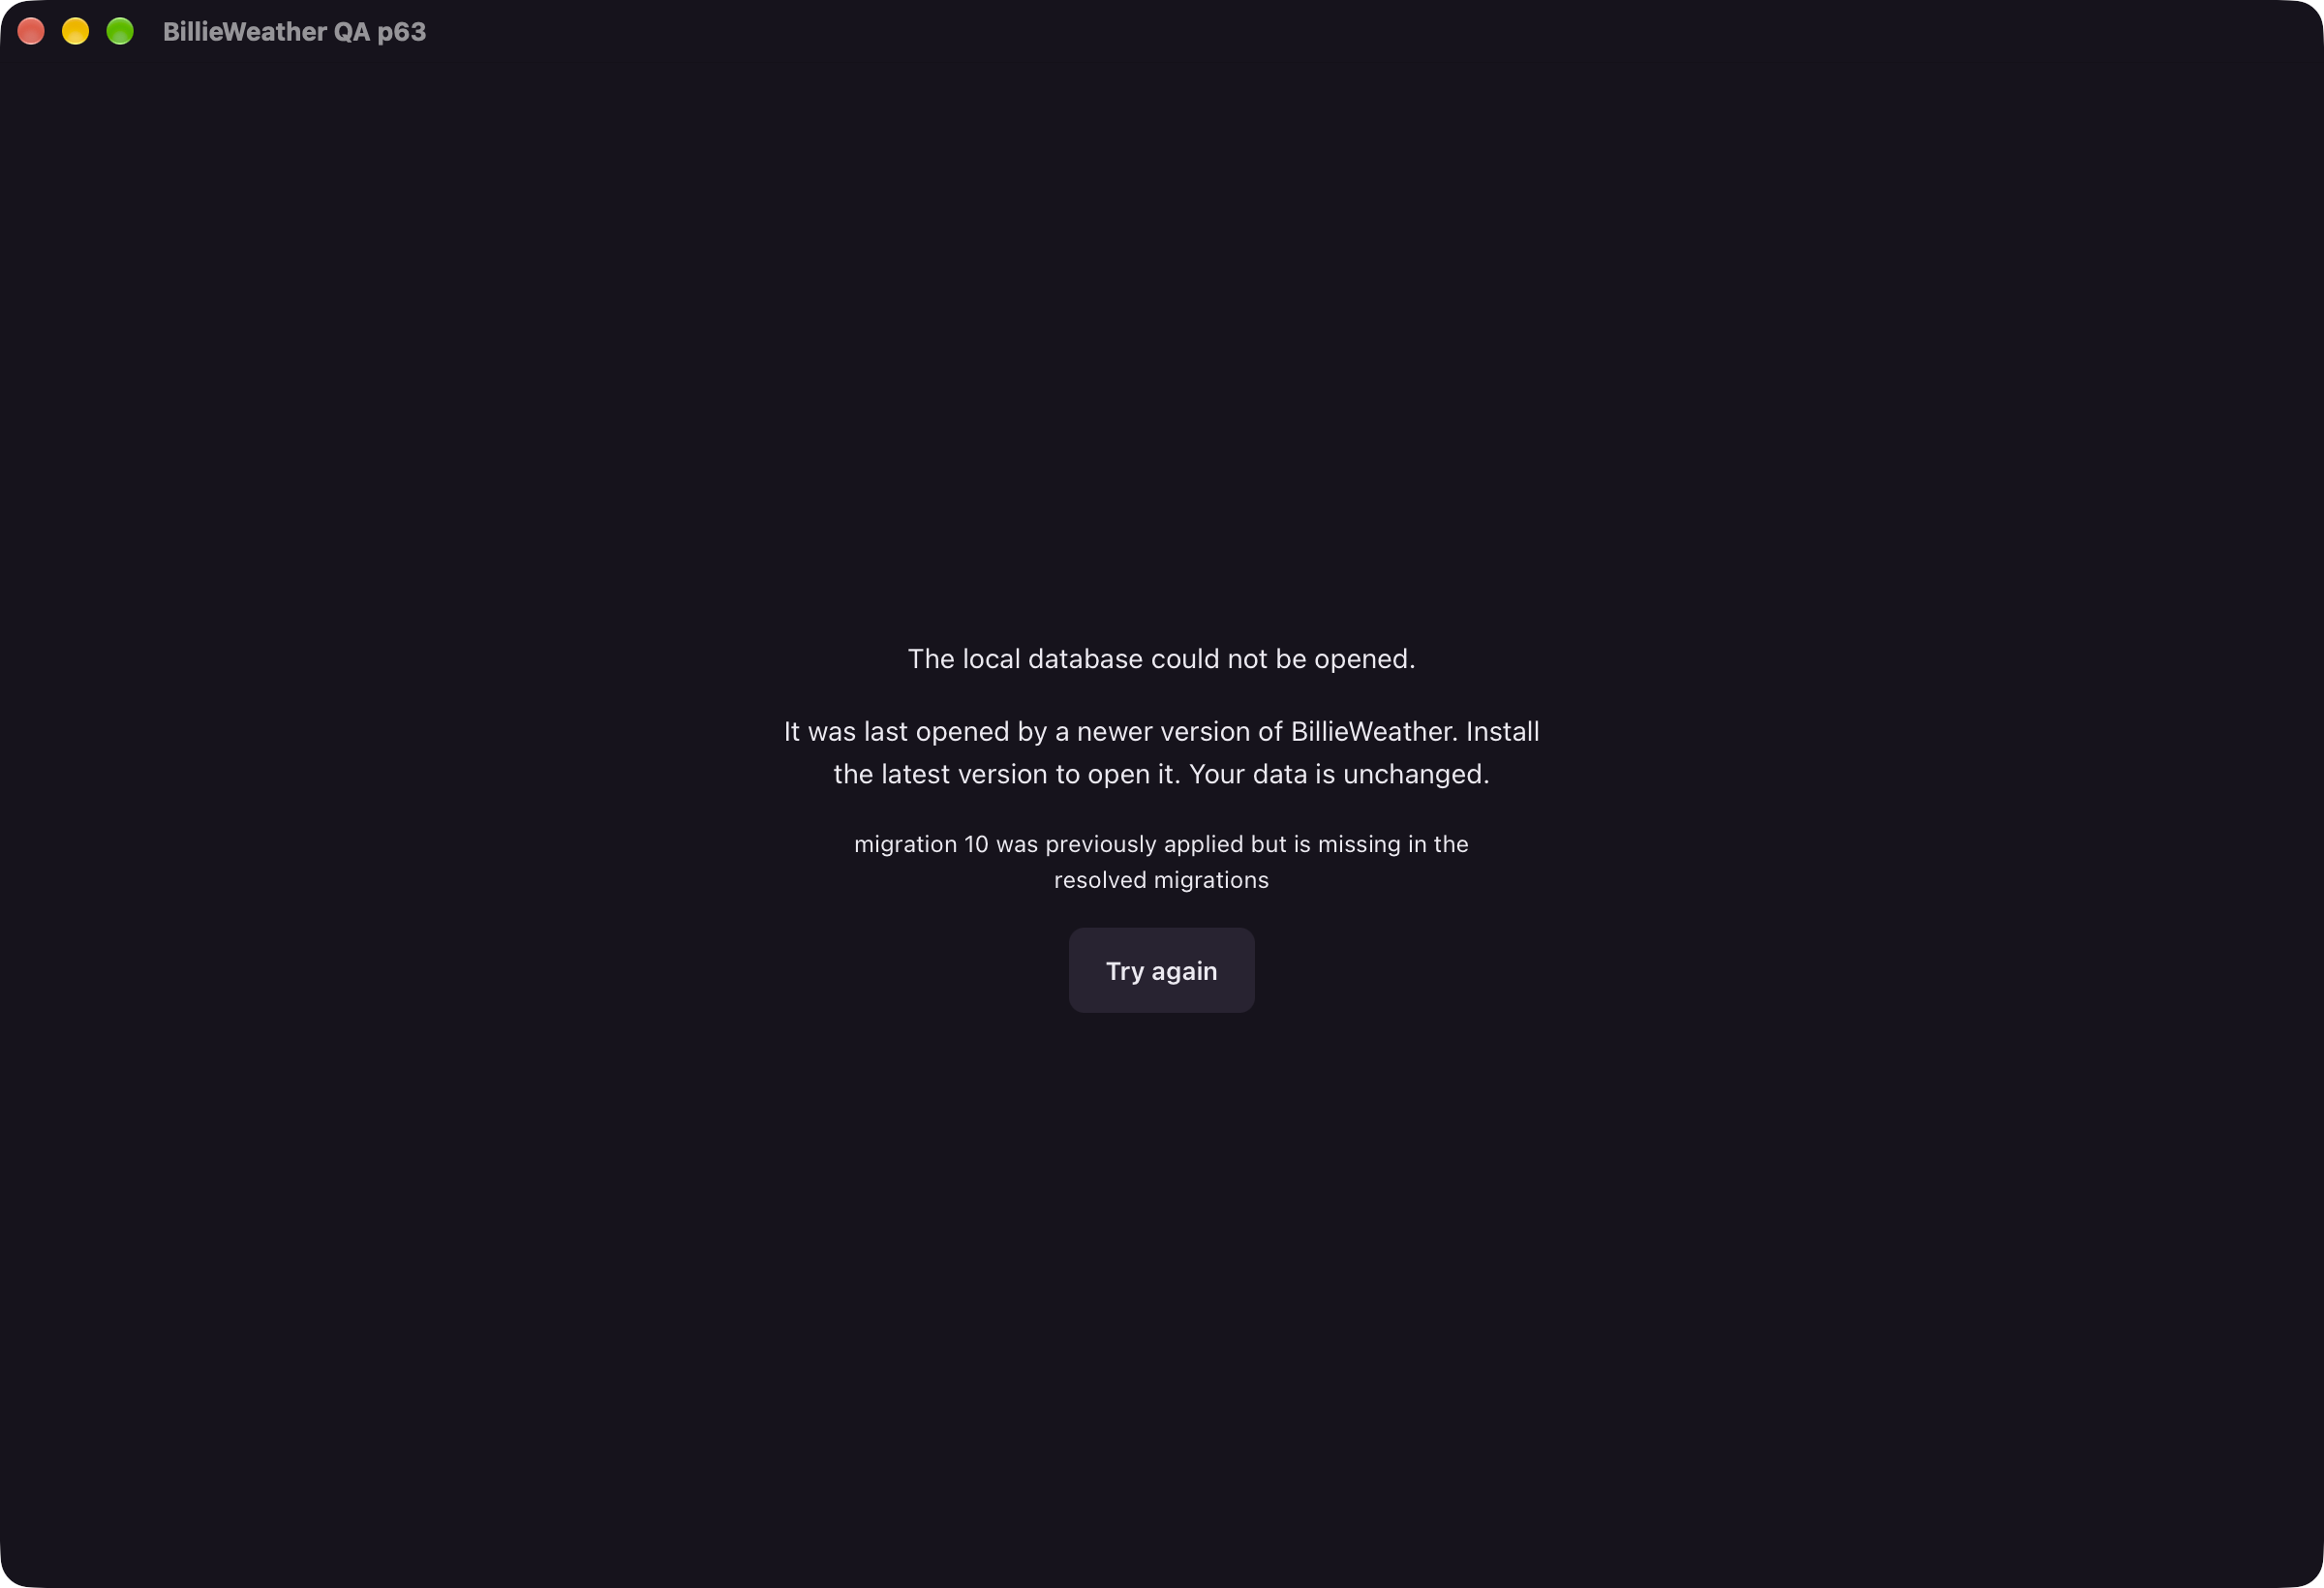 BillieWeather QA p63
The local database could not be opened.
It was last opened by a newer version of BillieWeather. Install
the latest version to open it. Your data is unchanged.
migration 10 was previously applied but is missing in the
resolved migrations
Try again